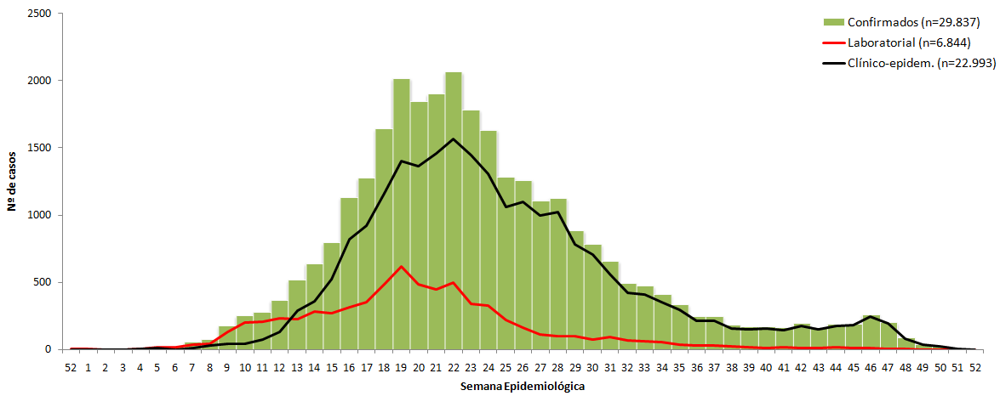 2500
2000
1500
1000
500
0
Nº de casos
Confirmados (n=29.837)
Laboratorial (n=6.844)
Clínico-epidem. (n=22.993)
52 1 2 3 4 5 6 7 8 9 10 11 12 13 14 15 16 17 18 19 20 21 22 23 24 25 26 27 28 29 30 31 32 33 34 35 36 37 38 39 40 41 42 43 44 45 46 47 48 49 50 51 52
Semana Epidemiológica